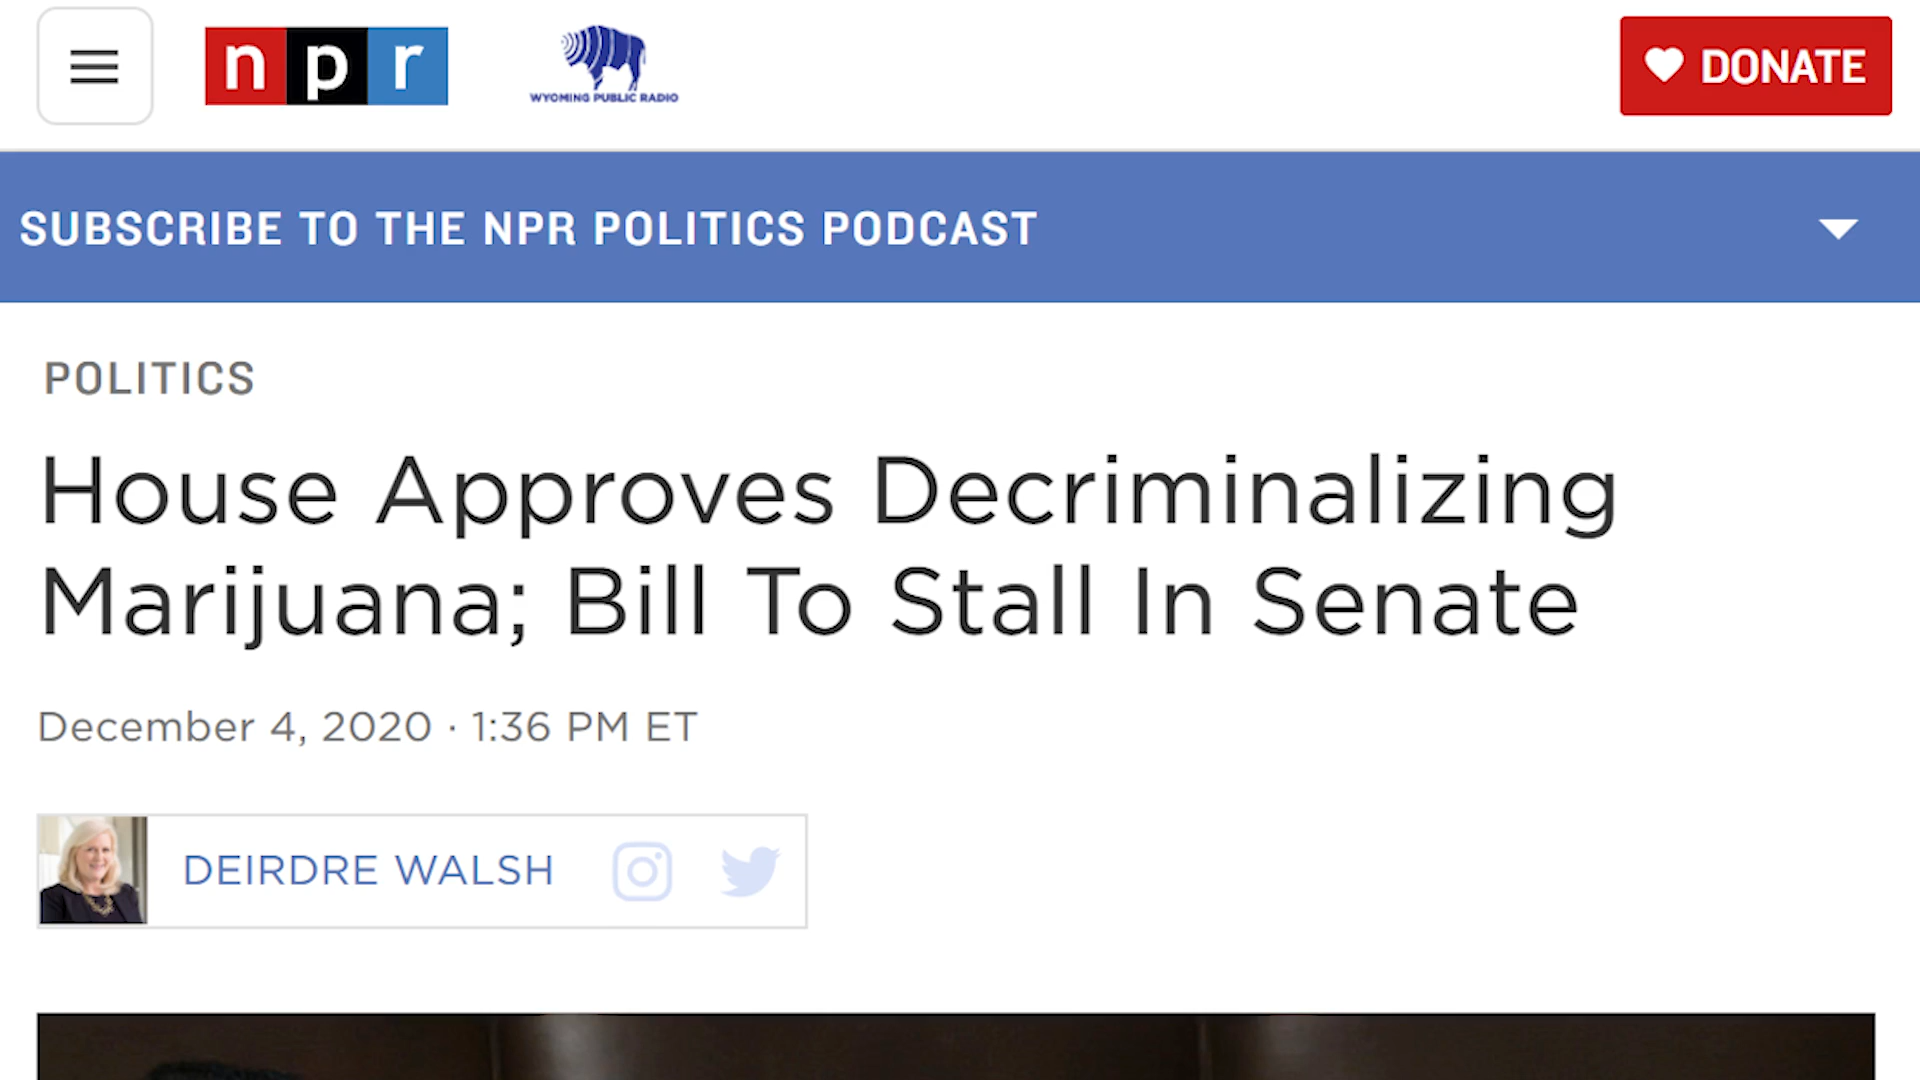 npr
WYOMING PUBLIC RADIO
DONATE
SUBSCRIBE TO THE NPR POLITICS PODCAST
POLITICS
House Approves Decriminalizing
Marijuana; Bill To Stall In Senate
December 4, 2020 · 1:36 PM ET
DEIRDRE WALSH